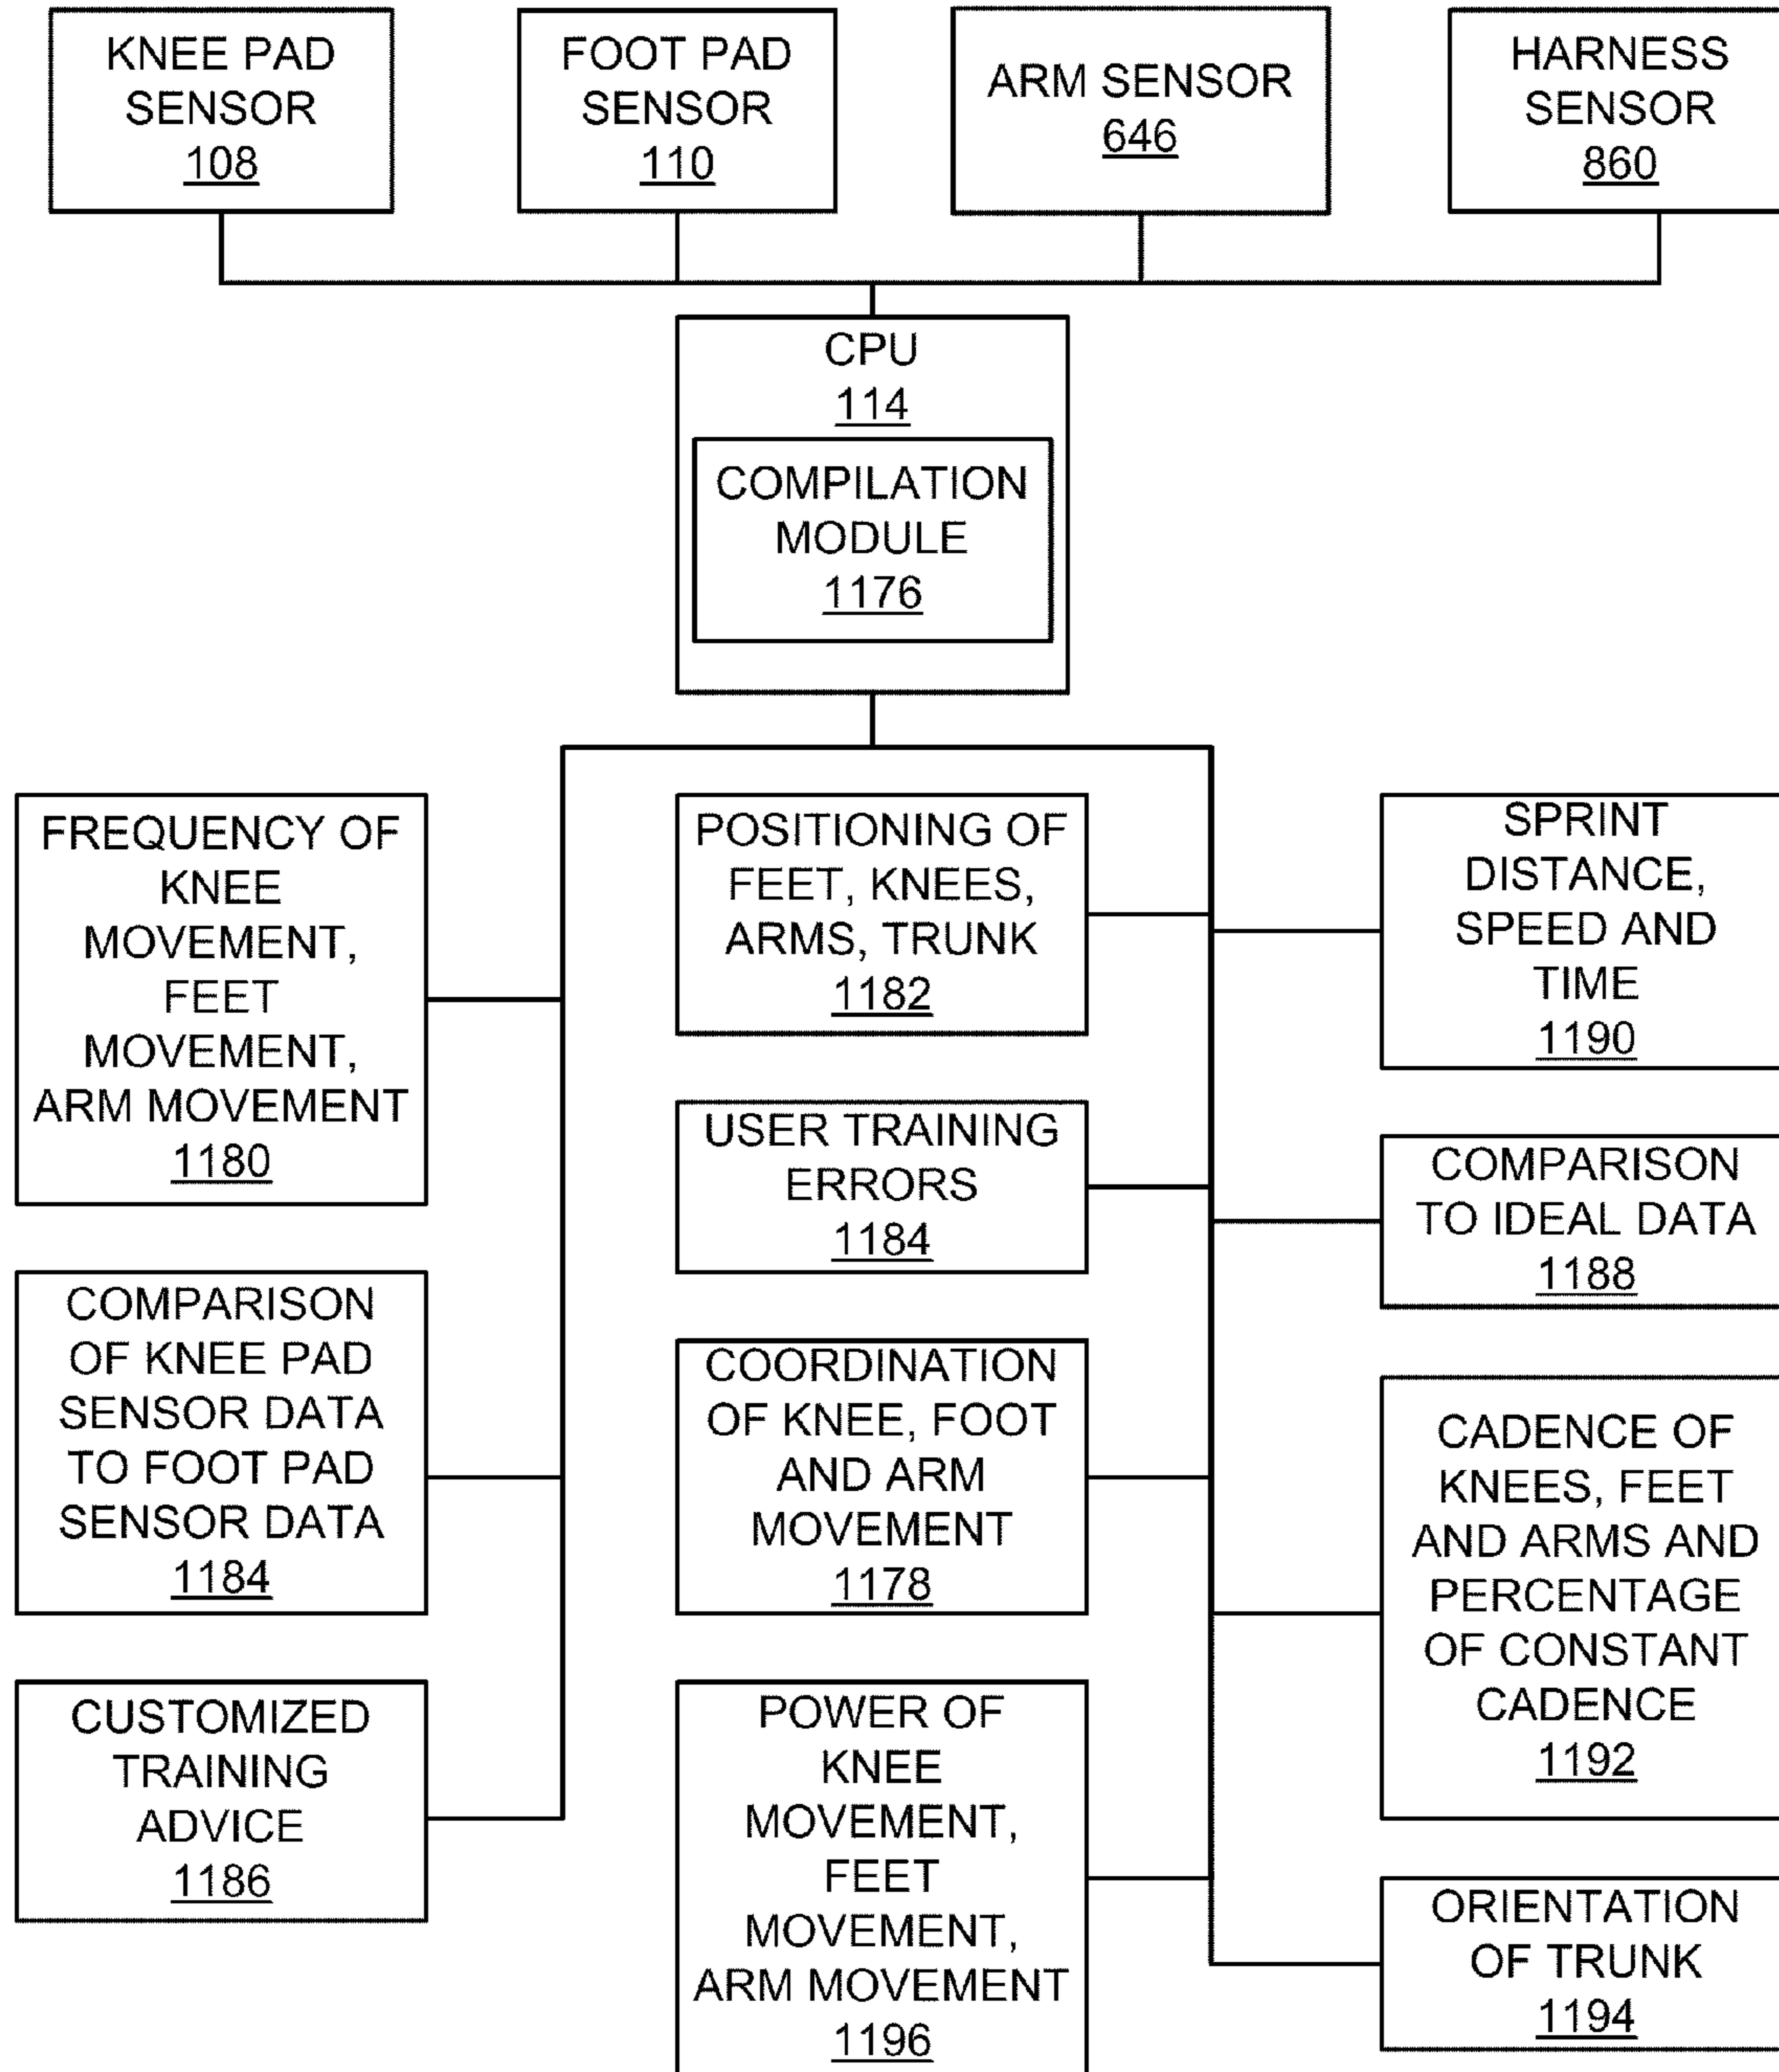 KNEE PAD
SENSOR
108
FOOT PAD
SENSOR
110
ARM SENSOR
646
HARNESS
SENSOR
860
CPU
114
COMPILATION
MODULE
1176
FREQUENCY OF
KNEE
MOVEMENT,
FEET
MOVEMENT,
ARM MOVEMENT
1180
POSITIONING OF
FEET, KNEES,
ARMS, TRUNK
1182
SPRINT
DISTANCE,
SPEED AND
TIME
1190
USER TRAINING
ERRORS
1184
COMPARISON
TO IDEAL DATA
1188
COMPARISON
OF KNEE PAD
SENSOR DATA
TO FOOT PAD
SENSOR DATA
1184
COORDINATION
OF KNEE, FOOT
AND ARM
MOVEMENT
1178
CADENCE OF
KNEES, FEET
AND ARMS AND
PERCENTAGE
OF CONSTANT
CADENCE
1192
CUSTOMIZED
TRAINING
ADVICE
1186
POWER OF
KNEE
MOVEMENT,
FEET
MOVEMENT,
ARM MOVEMENT
1196
ORIENTATION
OF TRUNK
1194